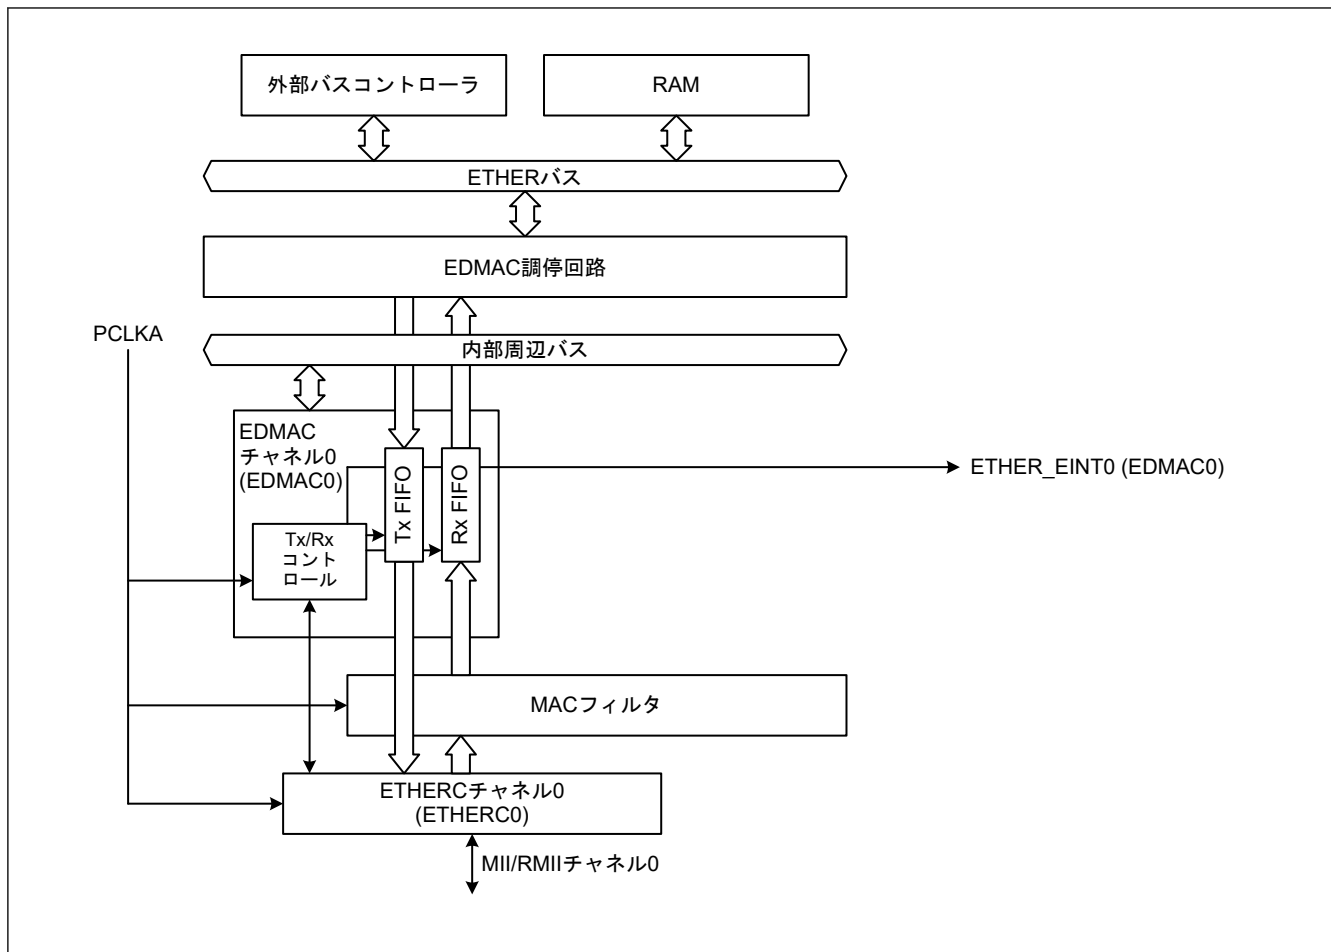 外部バスコントローラ
RAM
ETHERバス
EDMAC調停回路
PCLKA
内部周辺バス
EDMAC
チャネル0
(EDMAC0)
Tx FIFO
Rx FIFO
ETHER_EINT0 (EDMAC0)
Tx/Rx
コント
ロール
MACフィルタ
ETHERCチャネル0
(ETHERC0)
MII/RMIIチャネル0